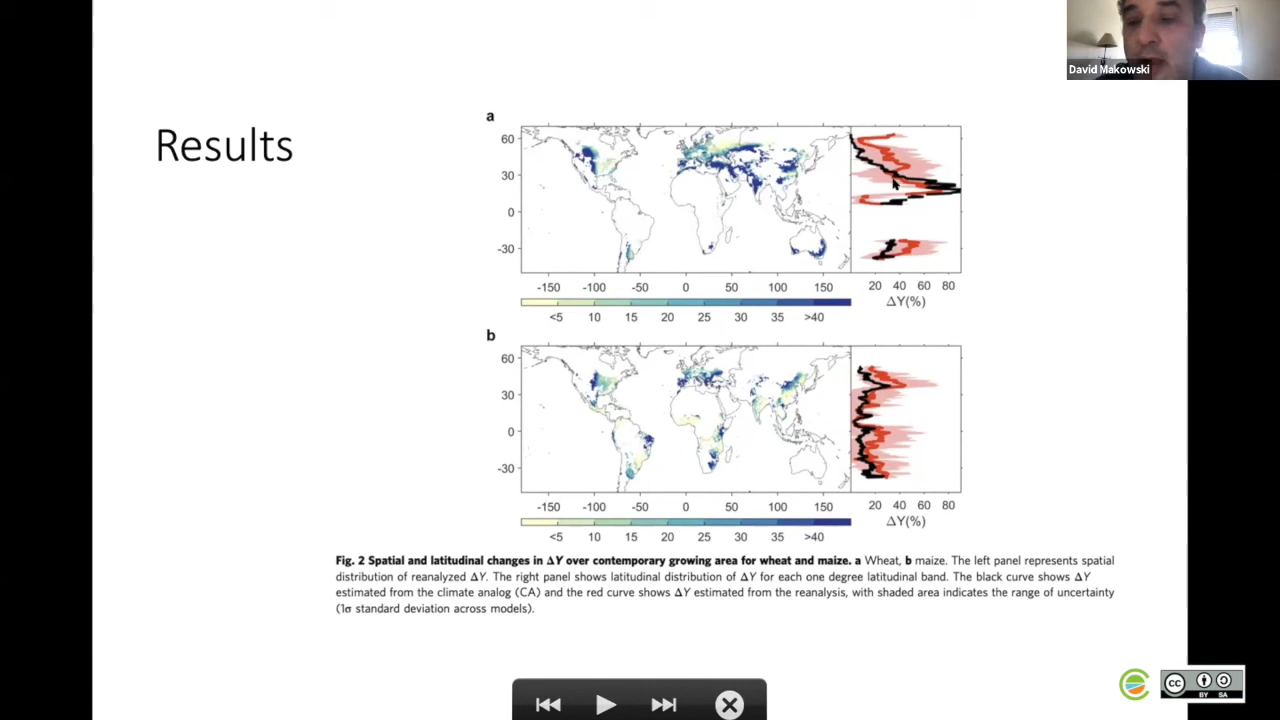 David Makowski
Results
a
60
30
0
-30
-150 -100 -50 0 50 100 150
20 40 60 80
ΔY(%)
<5 10 15 20 25 30 35 >40
b
60
30
0
-30
-150 -100 -50 0 50 100 150
20 40 60 80
ΔY(%)
<5 10 15 20 25 30 35 >40
Fig. 2 Spatial and latitudinal changes in ΔY over contemporary growing area for wheat and maize. a Wheat, b maize. The left panel represents spatial
distribution of reanalyzed ΔY. The right panel shows latitudinal distribution of ΔY for each one degree latitudinal band. The black curve shows ΔY
estimated from the climate analog (CA) and the red curve shows ΔY estimated from the reanalysis, with shaded area indicates the range of uncertainty
(1σ standard deviation across models).
CC
BY SA